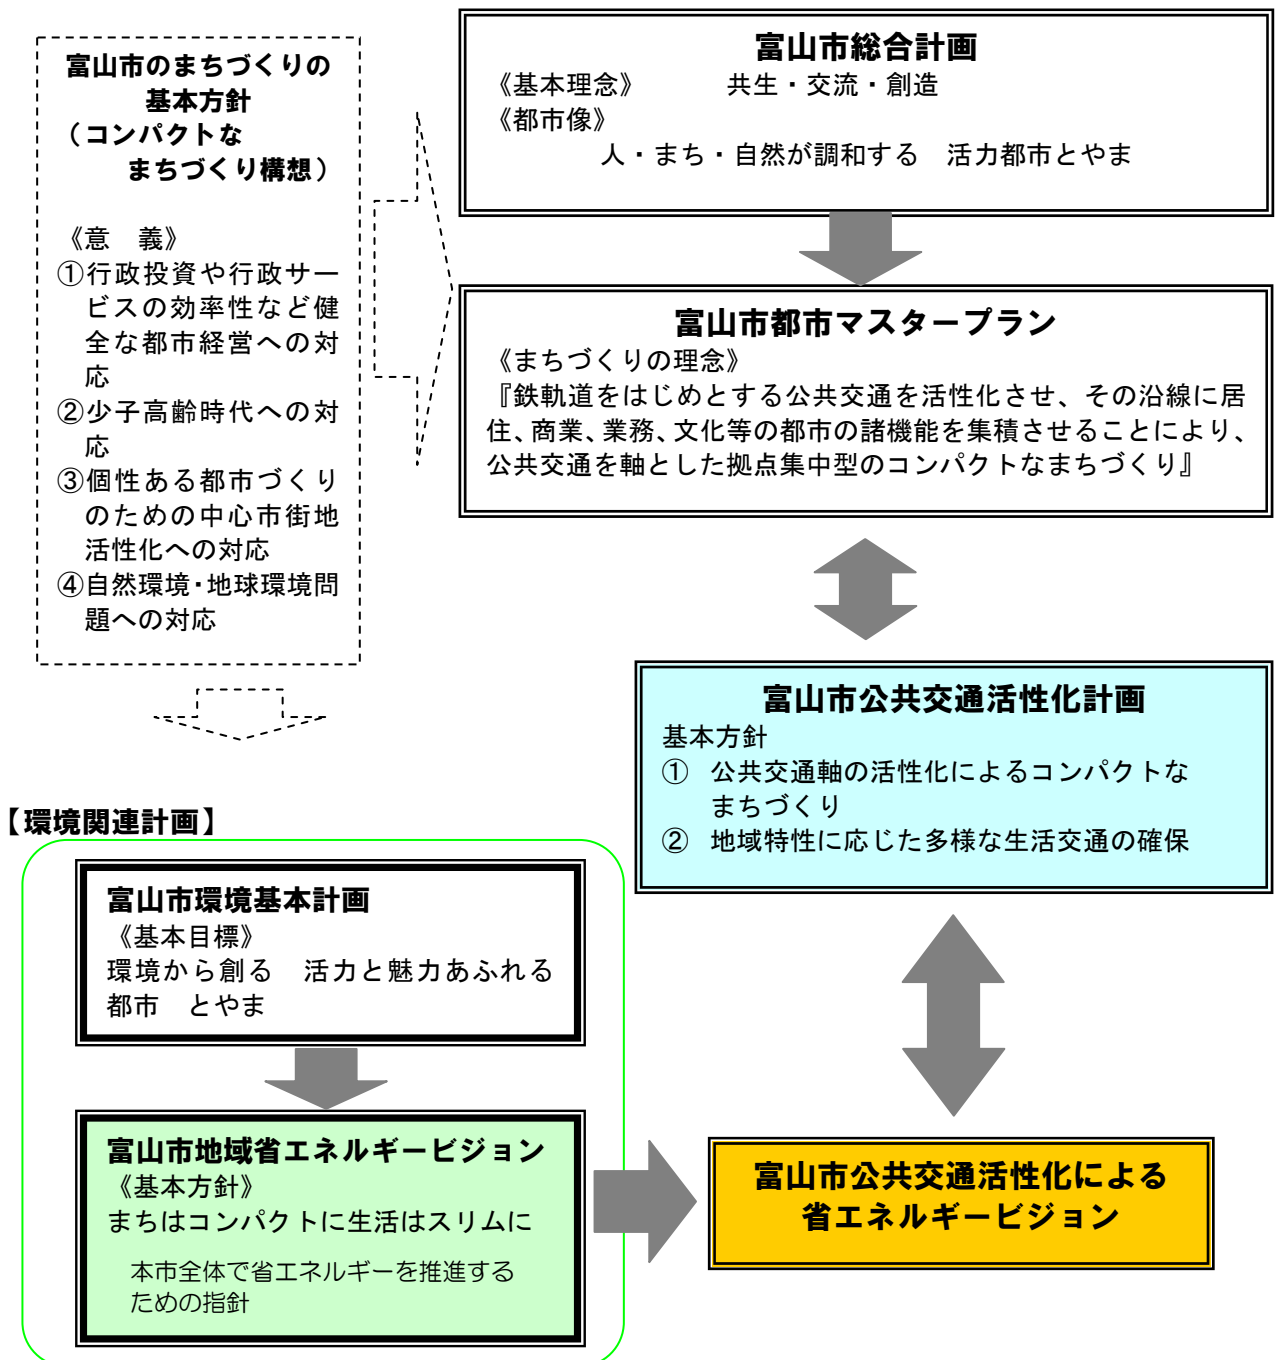 富山市のまちづくりの
基本方針
（コンパクトな
まちづくり構想）
《意　義》
①行政投資や行政サー
ビスの効率性など健
全な都市経営への対
応
②少子高齢時代への対
応
③個性ある都市づくり
のための中心市街地
活性化への対応
④自然環境・地球環境問
題への対応
富山市総合計画
《基本理念》　　　共生・交流・創造
《都市像》
人・まち・自然が調和する　活力都市とやま
富山市都市マスタープラン
《まちづくりの理念》
『鉄軌道をはじめとする公共交通を活性化させ、その沿線に居
住、商業、業務、文化等の都市の諸機能を集積させることにより、
公共交通を軸とした拠点集中型のコンパクトなまちづくり』
富山市公共交通活性化計画
基本方針
①　公共交通軸の活性化によるコンパクトな
まちづくり
②　地域特性に応じた多様な生活交通の確保
【環境関連計画】
富山市環境基本計画
《基本目標》
環境から創る　活力と魅力あふれる
都市　とやま
富山市地域省エネルギービジョン
《基本方針》
まちはコンパクトに生活はスリムに
本市全体で省エネルギーを推進する
ための指針
富山市公共交通活性化による
省エネルギービジョン